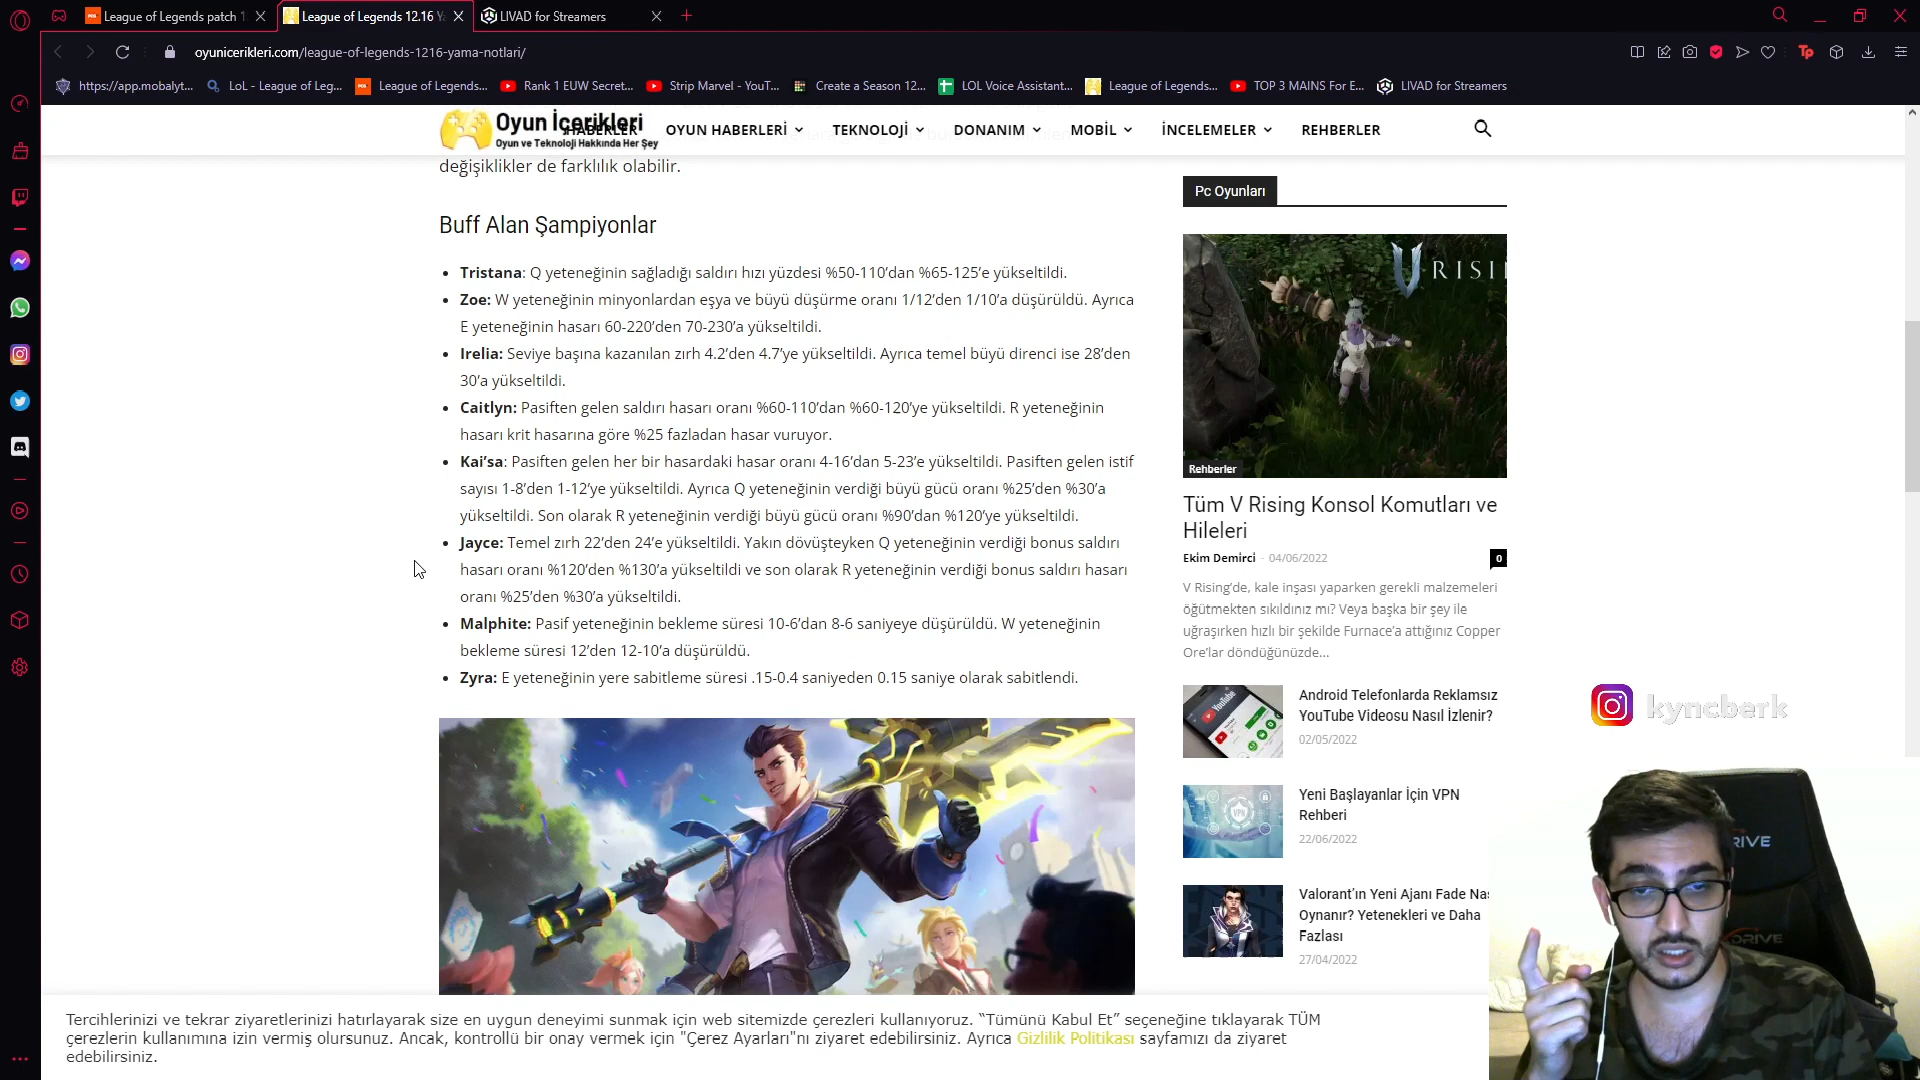 League of Legends patch 1
League of Legends 12.16 Ya
LIVAD for Streamers
oyunicerikleri.com/league-of-legends-1216-yama-notlari/
https://app.mobalyt...
LoL - League of Leg...
League of Legends...
Rank 1 EUW Secret...
Strip Marvel - YouT...
Create a Season 12...
LOL Voice Assistant...
League of Legends...
TOP 3 MAINS For E...
LIVAD for Streamers
Oyun İçerikleri
Oyun ve Teknoloji Hakkında Her Şey
HABERLER
OYUN HABERLERİ
TEKNOLOJİ
DONANIM
MOBİL
İNCELEMELER
REHBERLER
değişiklikler de farklılık olabilir.
Buff Alan Şampiyonlar
Tristana: Q yeteneğinin sağladığı saldırı hızı yüzdesi %50-110’dan %65-125’e yükseltildi.
Zoe: W yeteneğinin minyonlardan eşya ve büyü düşürme oranı 1/12’den 1/10’a düşürüldü. Ayrıca
E yeteneğinin hasarı 60-220’den 70-230’a yükseltildi.
Irelia: Seviye başına kazanılan zırh 4.2’den 4.7’ye yükseltildi. Ayrıca temel büyü direnci ise 28’den
30’a yükseltildi.
Caitlyn: Pasiften gelen saldırı hasarı oranı %60-110’dan %60-120’ye yükseltildi. R yeteneğinin
hasarı krit hasarına göre %25 fazladan hasar vuruyor.
Kai’sa: Pasiften gelen her bir hasardaki hasar oranı 4-16’dan 5-23’e yükseltildi. Pasiften gelen istif
sayısı 1-8’den 1-12’ye yükseltildi. Ayrıca Q yeteneğinin verdiği büyü gücü oranı %25’den %30’a
yükseltildi. Son olarak R yeteneğinin verdiği büyü gücü oranı %90’dan %120’ye yükseltildi.
Jayce: Temel zırh 22’den 24’e yükseltildi. Yakın dövüşteyken Q yeteneğinin verdiği bonus saldırı
hasarı oranı %120’den %130’a yükseltildi ve son olarak R yeteneğinin verdiği bonus saldırı hasarı
oranı %25’den %30’a yükseltildi.
Malphite: Pasif yeteneğinin bekleme süresi 10-6’dan 8-6 saniyeye düşürüldü. W yeteneğinin
bekleme süresi 12’den 12-10’a düşürüldü.
Zyra: E yeteneğinin yere sabitleme süresi .15-0.4 saniyeden 0.15 saniye olarak sabitlendi.
Pc Oyunları
V RISI
Rehberler
Tüm V Rising Konsol Komutları ve
Hileleri
Ekim Demirci - 04/06/2022
0
V Rising’de, kale inşası yaparken gerekli malzemeleri
öğütmekten sıkıldınız mı? Veya başka bir şey ile
uğraşırken hızlı bir şekilde Furnace’a attığınız Copper
Ore’lar döndüğünüzde...
YouTube
Android Telefonlarda Reklamsız
YouTube Videosu Nasıl İzlenir?
02/05/2022
VPN
Yeni Başlayanlar İçin VPN
Rehberi
22/06/2022
Valorant’ın Yeni Ajanı Fade Nas
Oynanır? Yetenekleri ve Daha
Fazlası
27/04/2022
kyncberk
RIVE
DRIVE
Tercihlerinizi ve tekrar ziyaretlerinizi hatırlayarak size en uygun deneyimi sunmak için web sitemizde çerezleri kullanıyoruz. “Tümünü Kabul Et” seçeneğine tıklayarak TÜM
çerezlerin kullanımına izin vermiş olursunuz. Ancak, kontrollü bir onay vermek için "Çerez Ayarları"nı ziyaret edebilirsiniz. Ayrıca Gizlilik Politikası sayfamızı da ziyaret
edebilirsiniz.